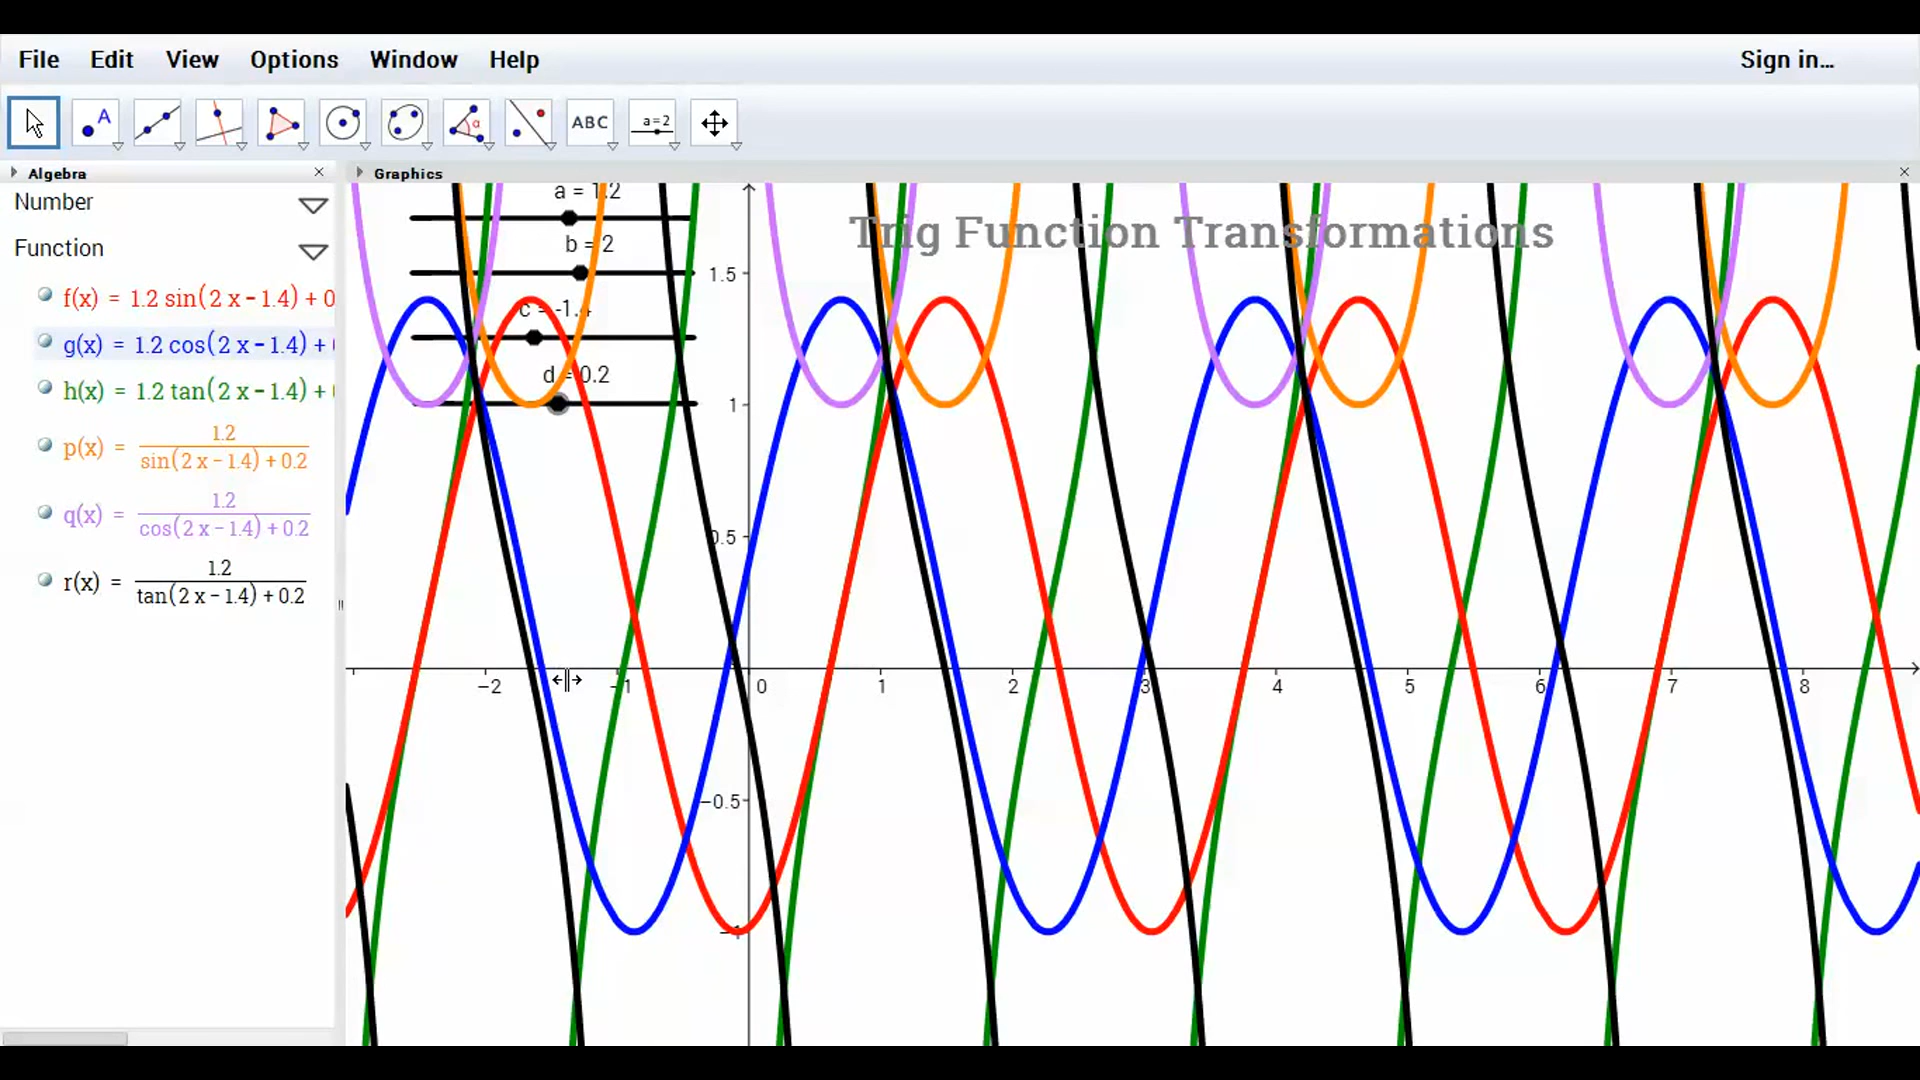 File Edit View Options Window Help Sign in...
A α ABC a=2
Algebra Graphics
Number
Function
f(x) = 1.2 sin(2 x − 1.4) + 0
g(x) = 1.2 cos(2 x − 1.4) +
h(x) = 1.2 tan(2 x − 1.4) +
p(x) = 1.2 / sin(2 x − 1.4) + 0.2
q(x) = 1.2 / cos(2 x − 1.4) + 0.2
r(x) = 1.2 / tan(2 x − 1.4) + 0.2
a = 1.2
b = 2
c = -1.4
d = 0.2
Trig Function Transformations
1.5
1
0.5
−2 −1 0 1 2 3 4 5 6 7 8
−0.5
−1